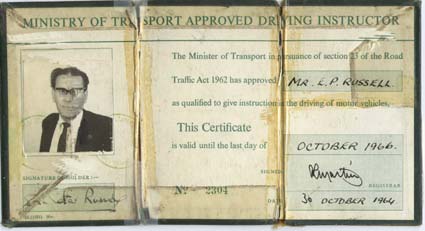 MINISTRY OF TRANSPORT APPROVED DRIVING INSTRUCTOR
The Minister of Transport in pursuance of section 23 of the Road
Traffic Act 1962 has approved MR. E. P. RUSSELL.
as qualified to give instruction in the driving of motor vehicles,
This Certificate
is valid until the last day of OCTOBER 1966.
SIGNATURE OF HOLDER :—
SIGNED
REGISTRAR
No 2304
DATE 30 OCTOBER 1964